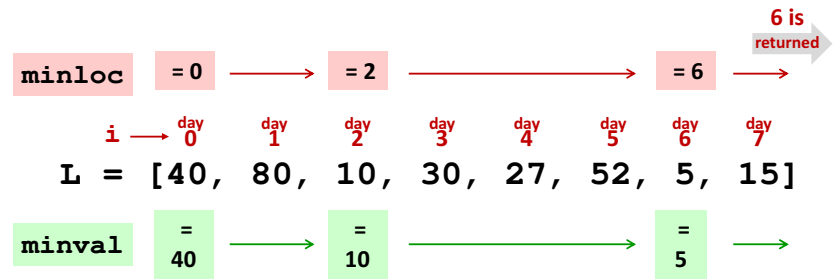 6 is
returned
minloc = 0 = 2 = 6
day day day day day day day day
i 0 1 2 3 4 5 6 7
L = [40, 80, 10, 30, 27, 52, 5, 15]
minval = 40 = 10 = 5